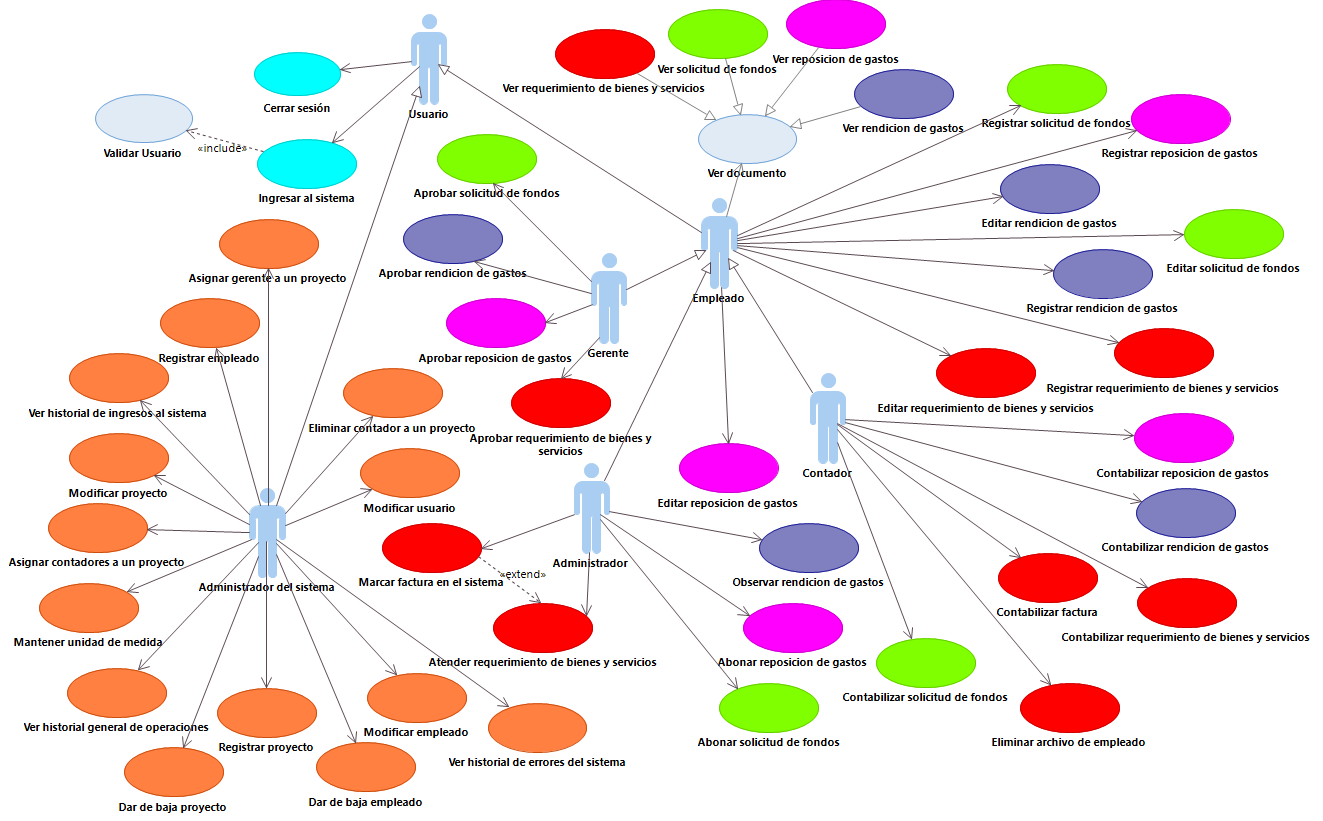 Ver reposicion de gastos
Ver solicitud de fondos
Ver requerimiento de bienes y servicios
Cerrar sesión
Usuario
Ver rendicion de gastos
Registrar solicitud de fondos
Validar Usuario
«include»
Registrar reposicion de gastos
Ver documento
Ingresar al sistema
Aprobar solicitud de fondos
Editar rendicion de gastos
Asignar gerente a un proyecto
Aprobar rendicion de gastos
Editar solicitud de fondos
Empleado
Registrar rendicion de gastos
Registrar empleado
Aprobar reposicion de gastos
Gerente
Registrar requerimiento de bienes y servicios
Ver historial de ingresos al sistema
Eliminar contador a un proyecto
Editar requerimiento de bienes y servicios
Aprobar requerimiento de bienes y
servicios
Modificar proyecto
Modificar usuario
Editar reposicion de gastos
Contador
Contabilizar reposicion de gastos
Asignar contadores a un proyecto
Administrador
Contabilizar rendicion de gastos
Administrador del sistema
Marcar factura en el sistema
«extend»
Observar rendicion de gastos
Contabilizar factura
Mantener unidad de medida
Contabilizar requerimiento de bienes y servicios
Atender requerimiento de bienes y servicios
Abonar reposicion de gastos
Contabilizar solicitud de fondos
Ver historial general de operaciones
Modificar empleado
Registrar proyecto
Abonar solicitud de fondos
Eliminar archivo de empleado
Ver historial de errores del sistema
Dar de baja proyecto
Dar de baja empleado